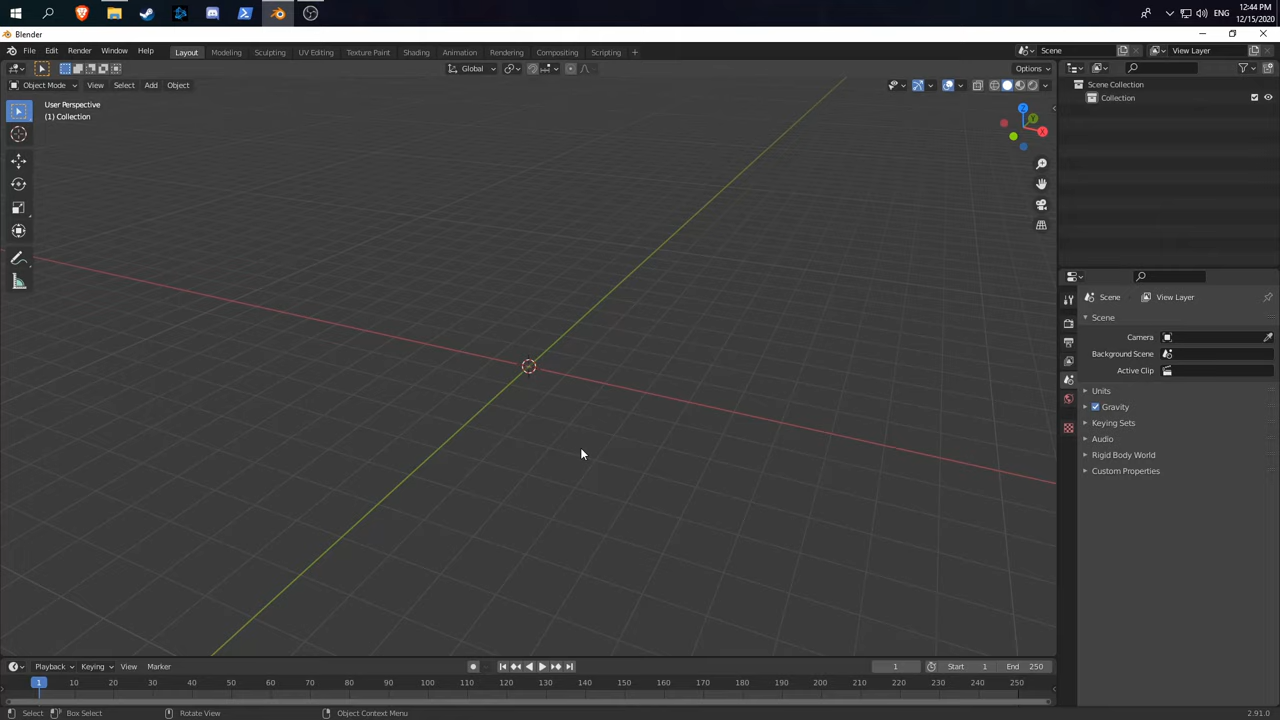 ENG
12:44 AM
12/15/2020
Blender
File Edit Render Window Help
Layout Modeling Sculpting UV Editing Texture Paint Shading Animation Rendering Compositing Scripting +
Scene
View Layer
Global
Options
Object Mode View Select Add Object
User Perspective
(1) Collection
Z
Y
X
Scene Collection
Collection
Scene View Layer
Scene
Camera
Background Scene
Active Clip
Units
Gravity
Keying Sets
Audio
Rigid Body World
Custom Properties
Playback Keying View Marker
1
Start 1
End 250
1 10 20 30 40 50 60 70 80 90 100 110 120 130 140 150 160 170 180 190 200 210 220 230 240 250
Select Box Select Rotate View Object Context Menu
2.91.0